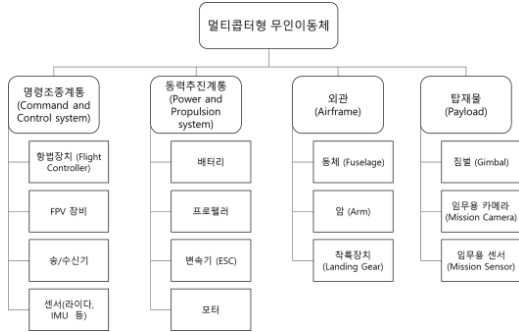 멀티콥터형 무인이동체
명령조종계통
(Command and
Control system)
항법장치 (Flight
Controller)
FPV 장비
송/수신기
센서(라이다,
IMU 등)
동력추진계통
(Power and
Propulsion
system)
배터리
프로펠러
변속기 (ESC)
모터
외관
(Airframe)
동체 (Fuselage)
암 (Arm)
착륙장치
(Landing Gear)
탑재물
(Payload)
짐벌 (Gimbal)
임무용 카메라
(Mission Camera)
임무용 센서
(Mission Sensor)